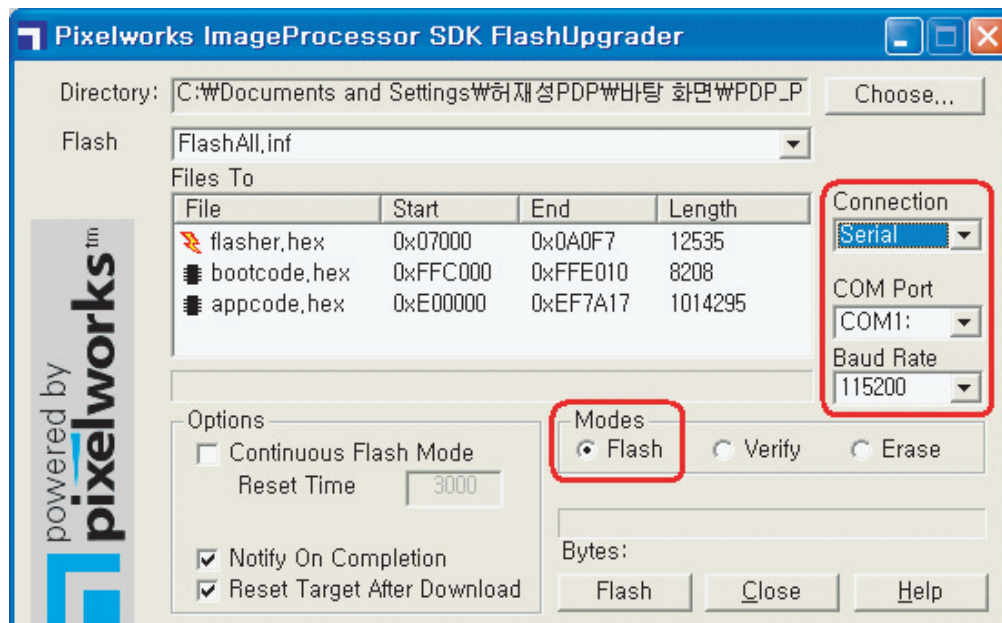 Pixelworks ImageProcessor SDK FlashUpgrader
Directory: C:₩Documents and Settings₩허재성PDP₩바탕 화면₩PDP_P Choose...
Flash FlashAll,inf
Files To
File Start End Length
flasher,hex 0x07000 0x0A0F7 12535
bootcode,hex 0xFFC000 0xFFE010 8208
appcode,hex 0xE00000 0xEF7A17 1014295
Connection
Serial
COM Port
COM1:
Baud Rate
115200
powered by
pixelworks tm
Options
Continuous Flash Mode
Reset Time 3000
Notify On Completion
Reset Target After Download
Modes
Flash Verify Erase
Bytes:
Flash Close Help